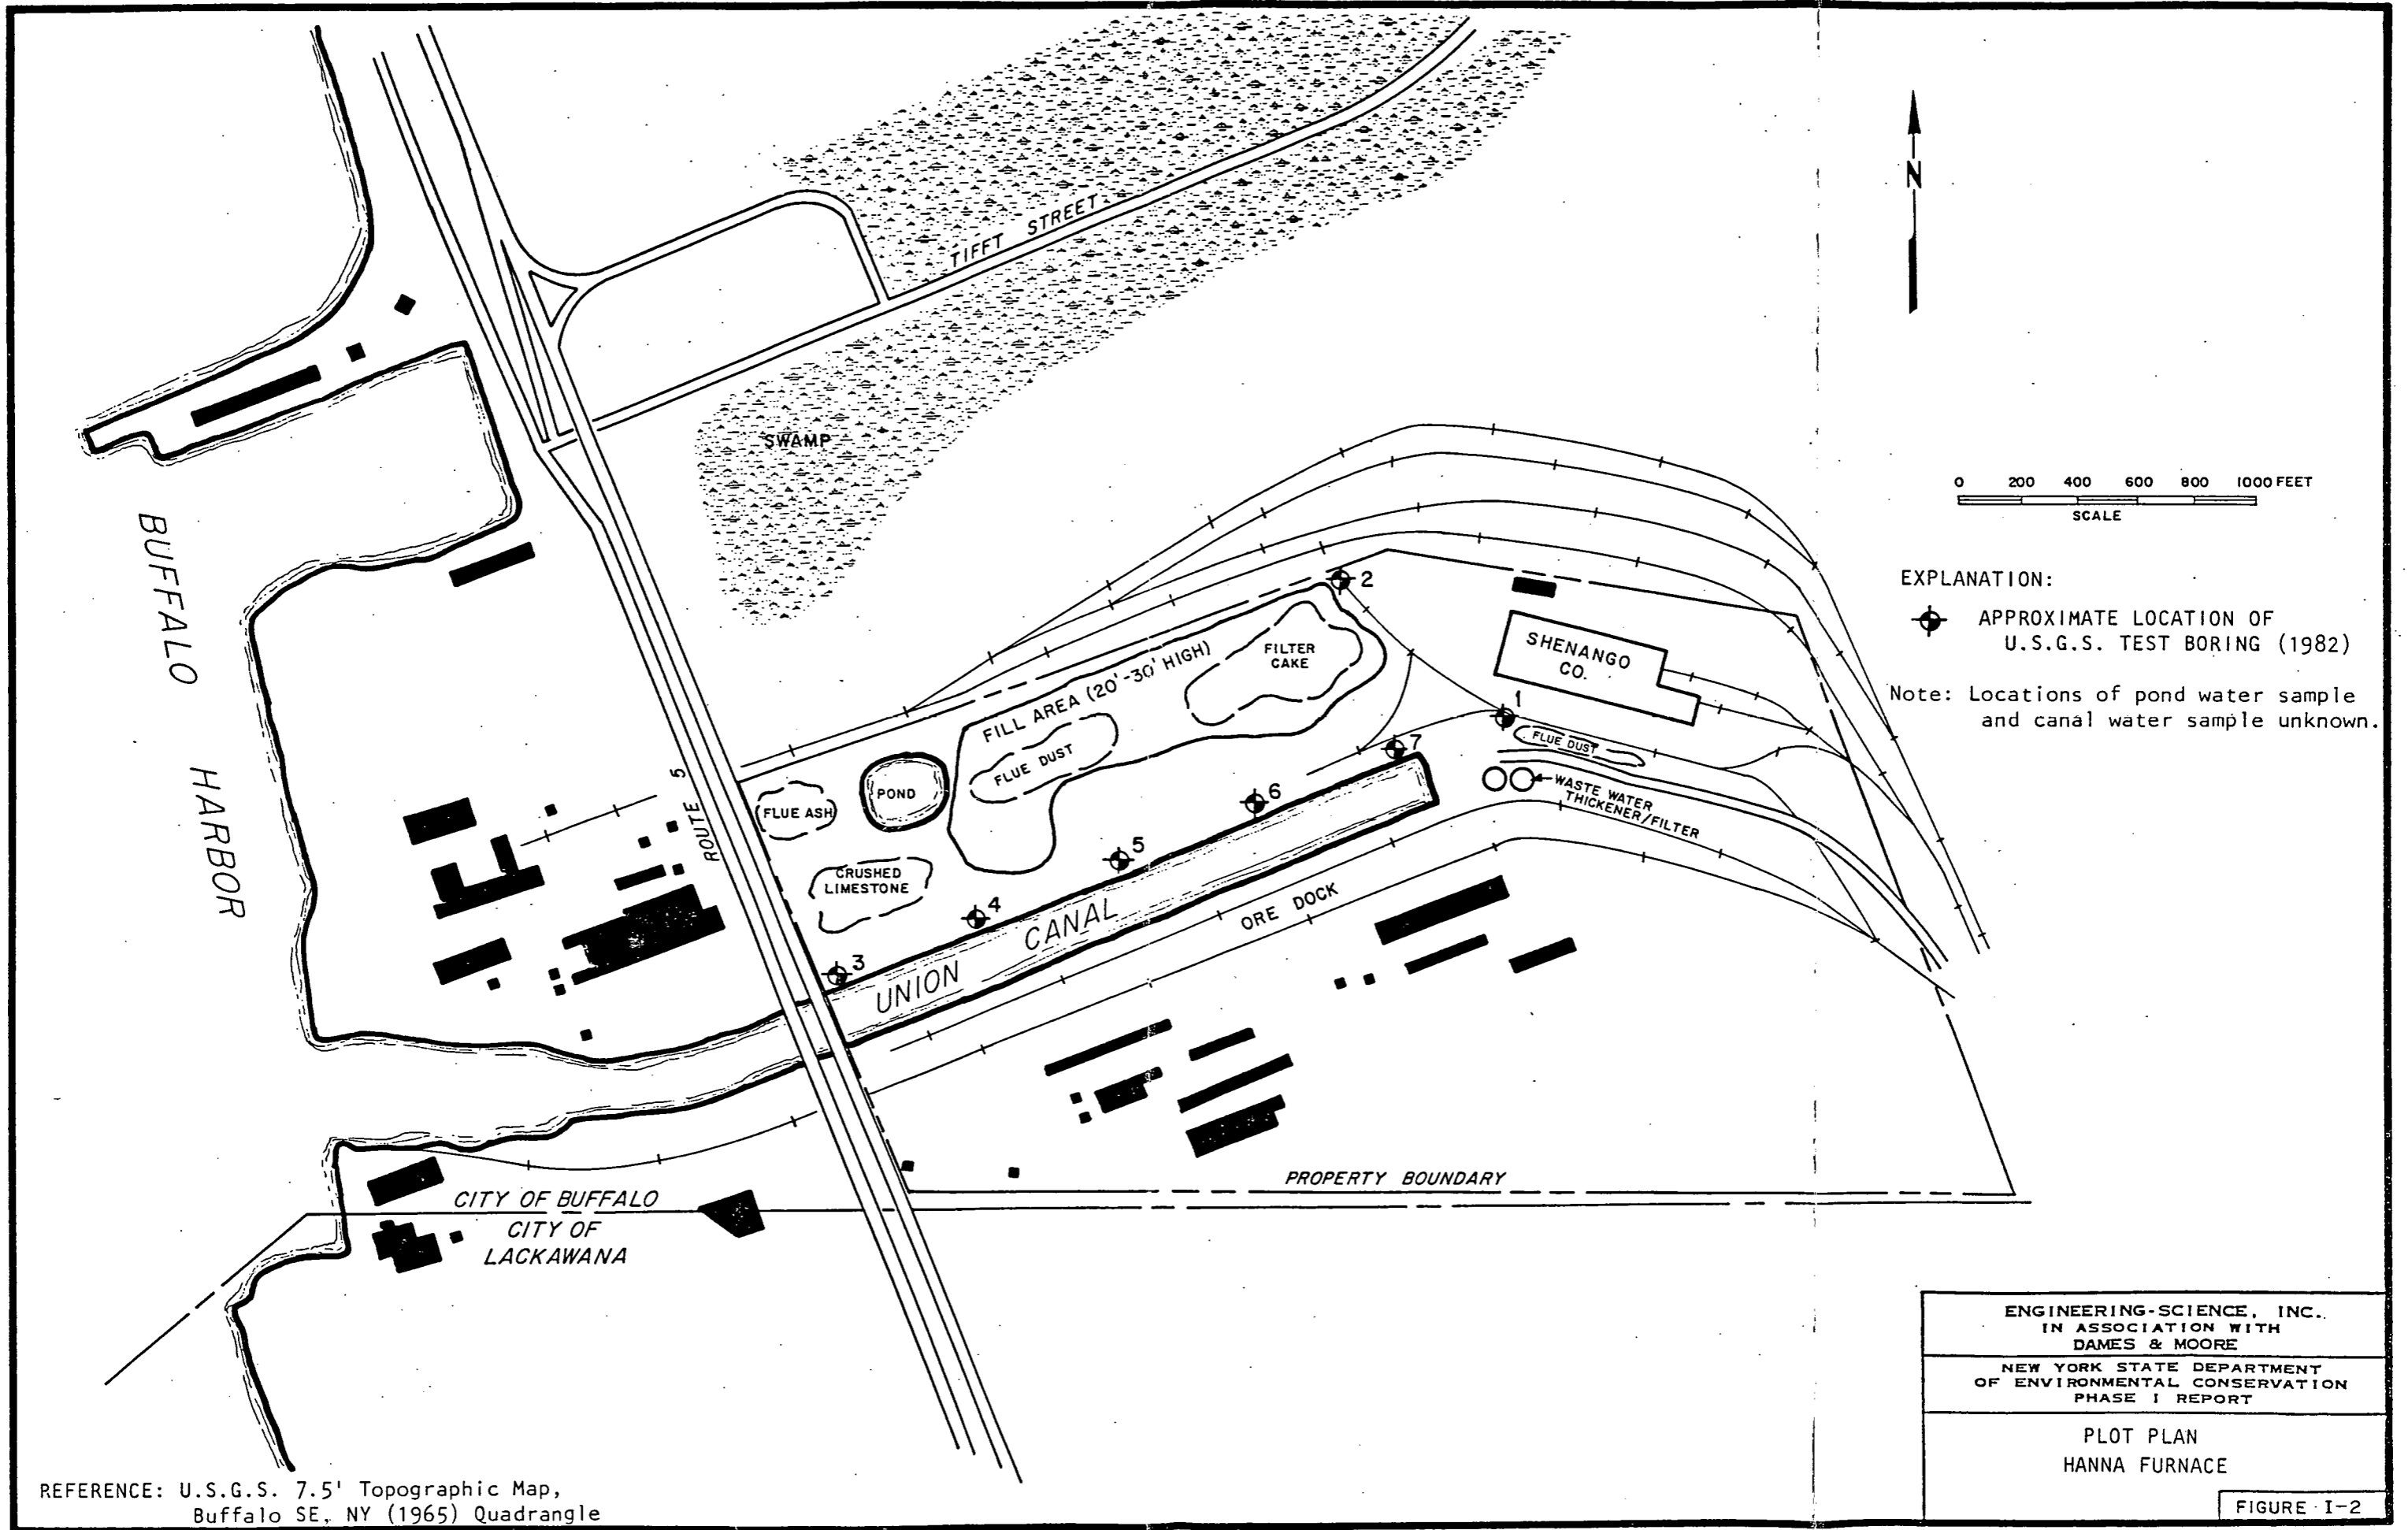 TIFFT STREET
N
SWAMP
0 200 400 600 800 1000 FEET
SCALE
EXPLANATION:
APPROXIMATE LOCATION OF
U.S.G.S. TEST BORING (1982)
Note: Locations of pond water sample
and canal water sample unknown.
BUFFALO
HARBOR
ROUTE 5
2
FILL AREA (20'-30' HIGH)
FILTER
CAKE
SHENANGO
CO.
1
FLUE DUST
FLUE DUST
7
WASTE WATER
THICKENER/FILTER
FLUE ASH
POND
6
5
CRUSHED
LIMESTONE
4
3
UNION CANAL
ORE DOCK
PROPERTY BOUNDARY
CITY OF BUFFALO
CITY OF
LACKAWANA
ENGINEERING-SCIENCE, INC.
IN ASSOCIATION WITH
DAMES & MOORE
NEW YORK STATE DEPARTMENT
OF ENVIRONMENTAL CONSERVATION
PHASE I REPORT
PLOT PLAN
HANNA FURNACE
FIGURE I-2
REFERENCE: U.S.G.S. 7.5' Topographic Map,
Buffalo SE, NY (1965) Quadrangle